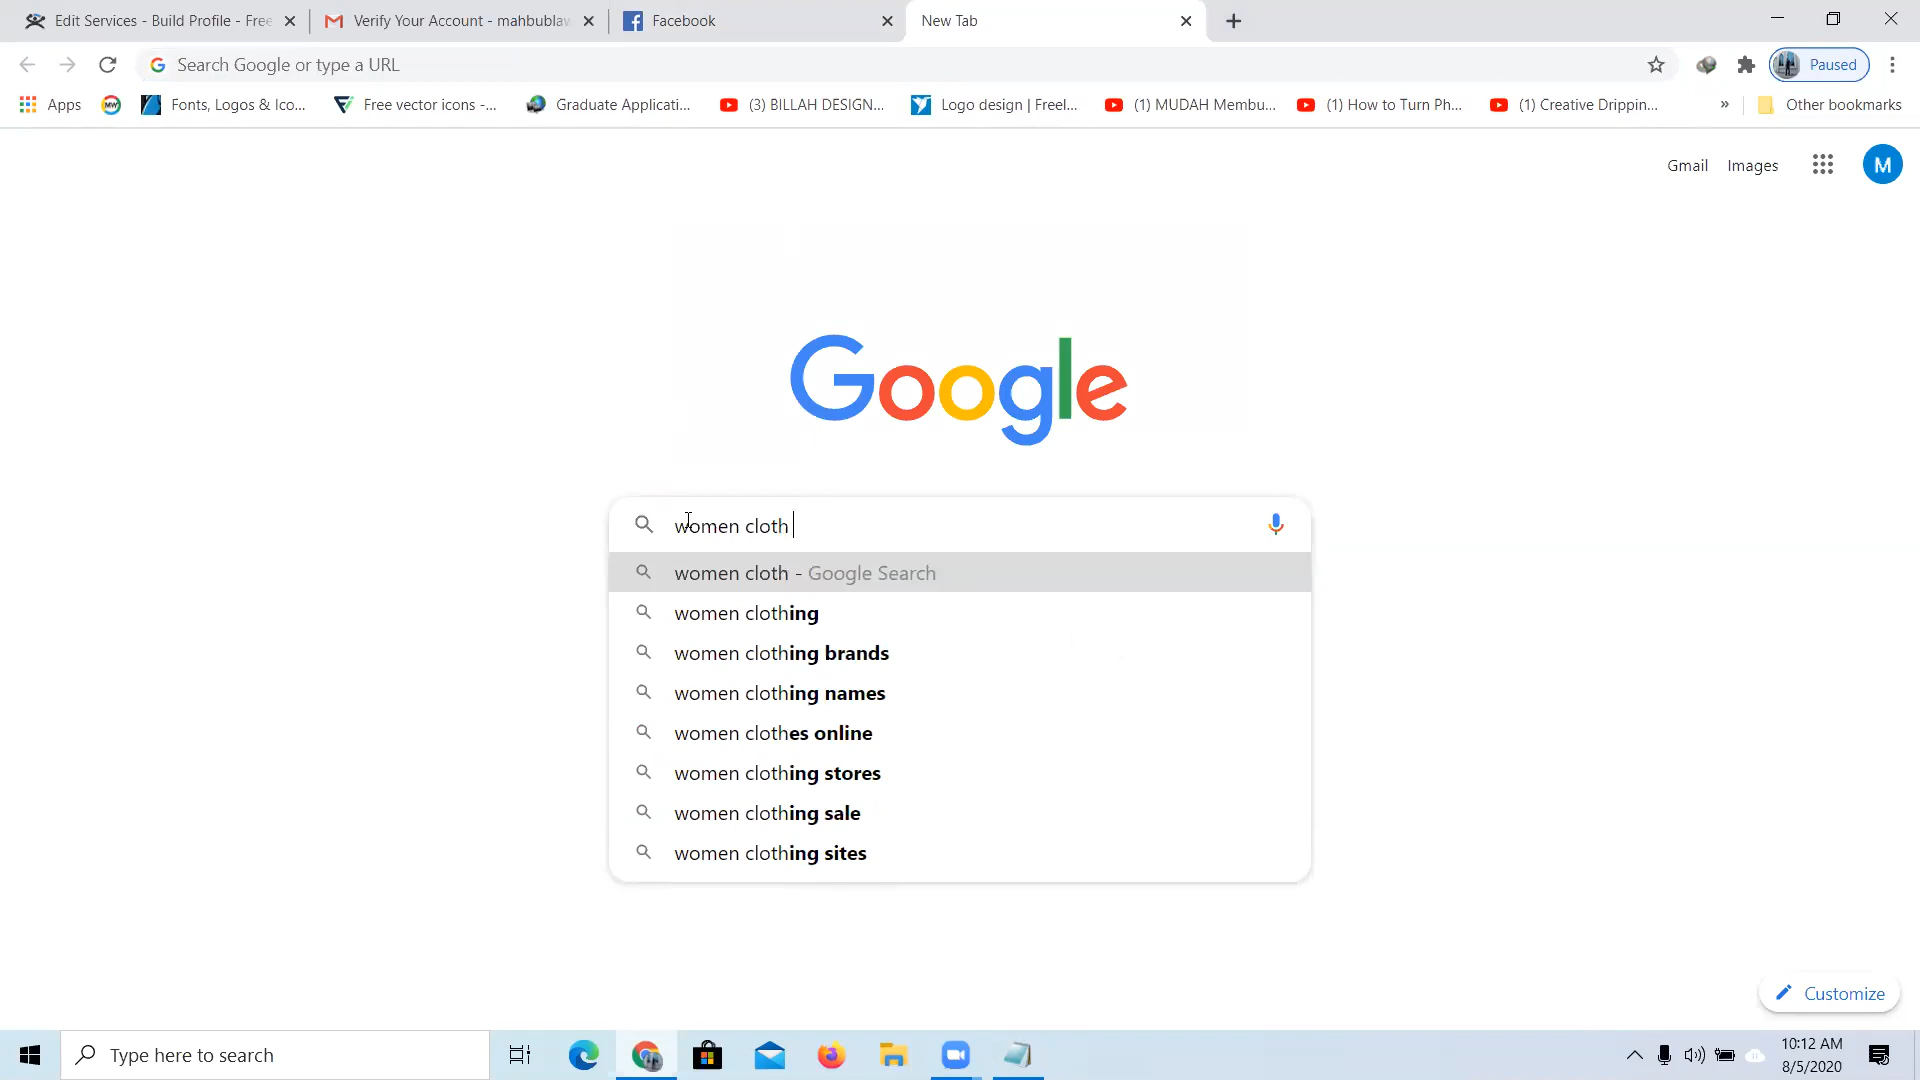 Edit Services - Build Profile - Free
Verify Your Account - mahbublaw
Facebook
New Tab
Search Google or type a URL
Paused
Apps
Fonts, Logos & Ico...
Free vector icons -...
Graduate Applicati...
(3) BILLAH DESIGN...
Logo design | Freel...
(1) MUDAH Membu...
(1) How to Turn Ph...
(1) Creative Drippin...
»
Other bookmarks
Gmail
Images
M
Google
women cloth
women cloth - Google Search
women clothing
women clothing brands
women clothing names
women clothes online
women clothing stores
women clothing sale
women clothing sites
Customize
Type here to search
10:12 AM
8/5/2020